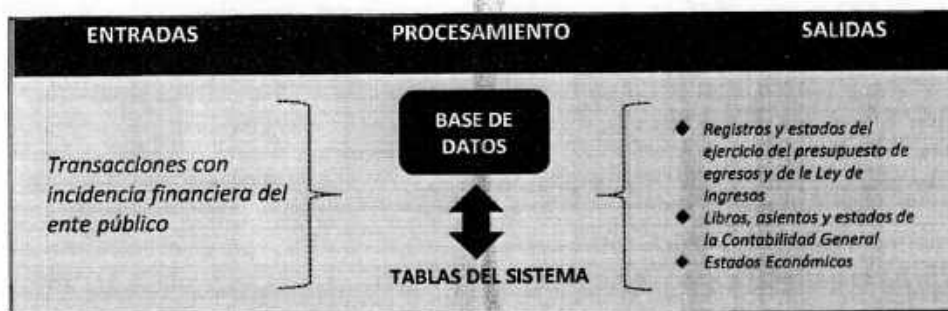 ENTRADAS
PROCESAMIENTO
SALIDAS
Transacciones con
incidencia financiera del
ente público
BASE DE
DATOS
TABLAS DEL SISTEMA
Registros y estados del
ejercicio del presupuesto de
egresos y de le Ley de
Ingresos
Libros, asientos y estados de
la Contabilidad General
Estados Económicos